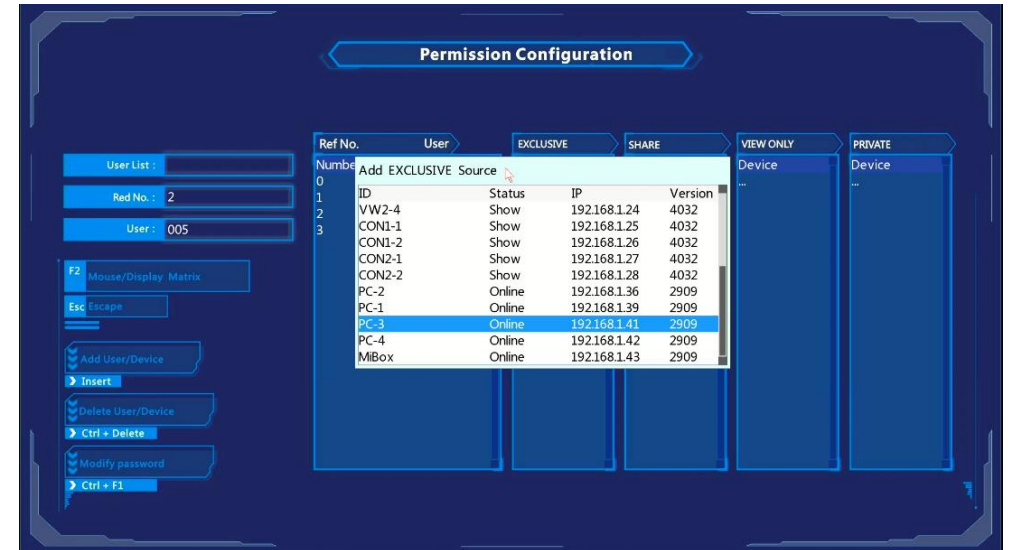 Permission Configuration
Ref No. User EXCLUSIVE SHARE VIEW ONLY PRIVATE
User List :
Red No. : 2
User : 005
F2 Mouse/Display Matrix
Esc Escape
Add User/Device
Insert
Delete User/Device
Ctrl + Delete
Modify password
Ctrl + F1
0
1
2
3
Add EXCLUSIVE Source
ID Status IP Version
VW2-4 Show 192.168.1.24 4032
CON1-1 Show 192.168.1.25 4032
CON1-2 Show 192.168.1.26 4032
CON2-1 Show 192.168.1.27 4032
CON2-2 Show 192.168.1.28 4032
PC-2 Online 192.168.1.36 2909
PC-1 Online 192.168.1.39 2909
PC-3 Online 192.168.1.41 2909
PC-4 Online 192.168.1.42 2909
MiBox Online 192.168.1.43 2909
Device
...
Device
...